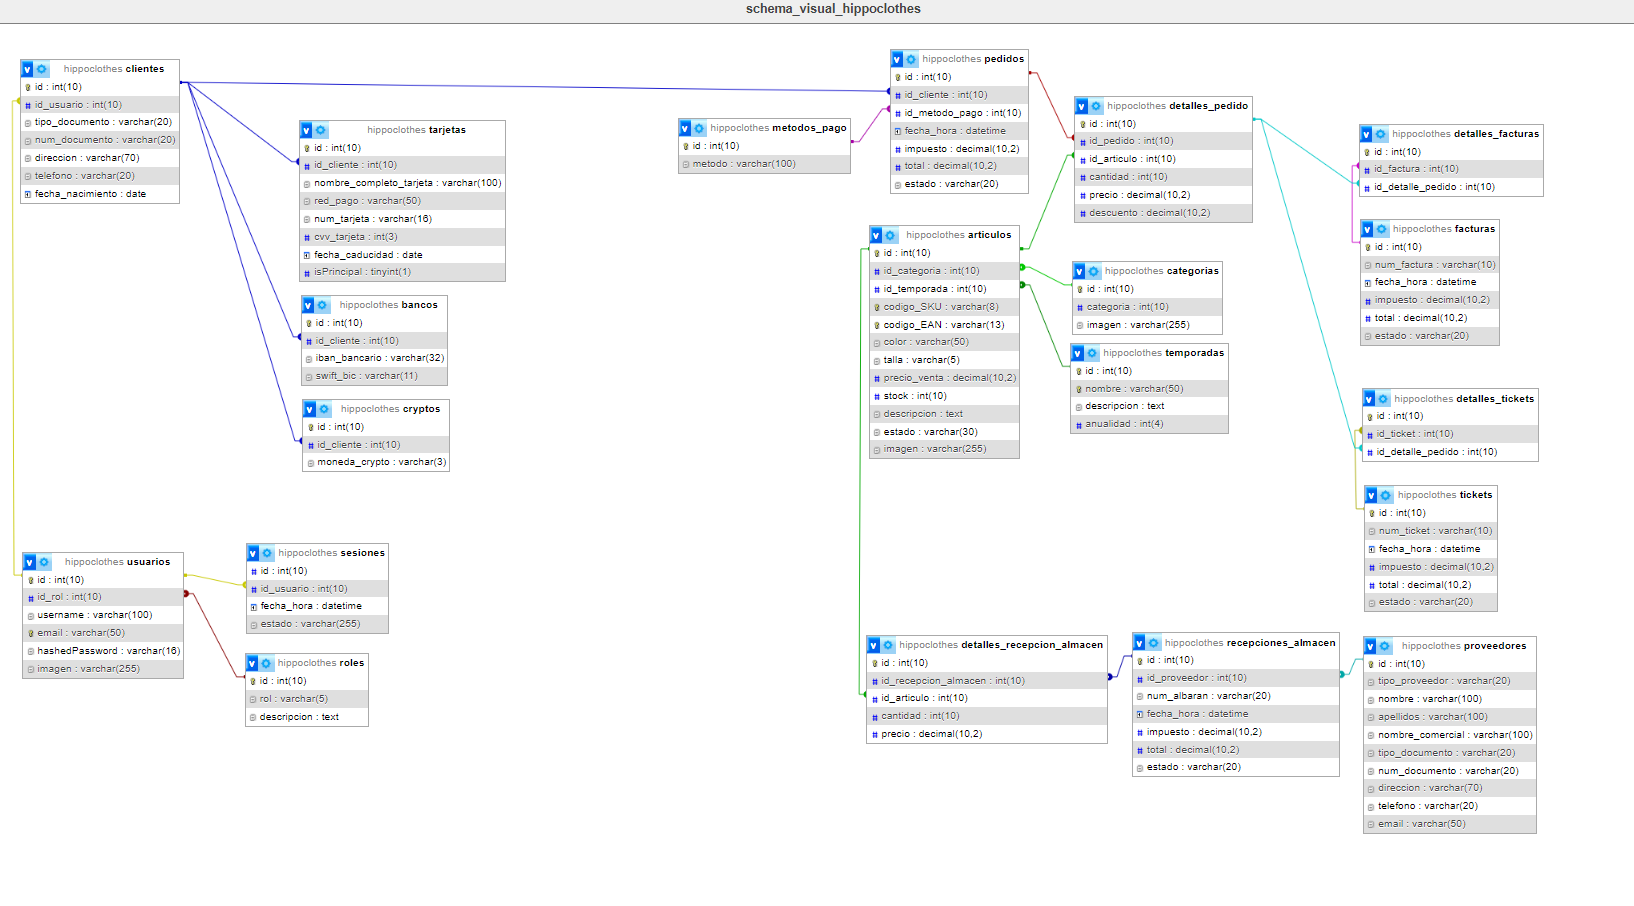 schema_visual_hippoclothes
hippoclothes clientes
id : int(10)
id_usuario : int(10)
tipo_documento : varchar(20)
num_documento : varchar(20)
direccion : varchar(70)
telefono : varchar(20)
fecha_nacimiento : date
hippoclothes tarjetas
id : int(10)
id_cliente : int(10)
nombre_completo_tarjeta : varchar(100)
red_pago : varchar(50)
num_tarjeta : varchar(16)
cvv_tarjeta : int(3)
fecha_caducidad : date
isPrincipal : tinyint(1)
hippoclothes bancos
id : int(10)
id_cliente : int(10)
iban_bancario : varchar(32)
swift_bic : varchar(11)
hippoclothes cryptos
id : int(10)
id_cliente : int(10)
moneda_crypto : varchar(3)
hippoclothes usuarios
id : int(10)
id_rol : int(10)
username : varchar(100)
email : varchar(50)
hashedPassword : varchar(16)
imagen : varchar(255)
hippoclothes sesiones
id : int(10)
id_usuario : int(10)
fecha_hora : datetime
estado : varchar(255)
hippoclothes roles
id : int(10)
rol : varchar(5)
descripcion : text
hippoclothes metodos_pago
id : int(10)
metodo : varchar(100)
hippoclothes pedidos
id : int(10)
id_cliente : int(10)
id_metodo_pago : int(10)
fecha_hora : datetime
impuesto : decimal(10,2)
total : decimal(10,2)
estado : varchar(20)
hippoclothes detalles_pedido
id : int(10)
id_pedido : int(10)
id_articulo : int(10)
cantidad : int(10)
precio : decimal(10,2)
descuento : decimal(10,2)
hippoclothes articulos
id : int(10)
id_categoria : int(10)
id_temporada : int(10)
codigo_SKU : varchar(8)
codigo_EAN : varchar(13)
color : varchar(50)
talla : varchar(5)
precio_venta : decimal(10,2)
stock : int(10)
descripcion : text
estado : varchar(30)
imagen : varchar(255)
hippoclothes categorias
id : int(10)
categoria : int(10)
imagen : varchar(255)
hippoclothes temporadas
id : int(10)
nombre : varchar(50)
descripcion : text
anualidad : int(4)
hippoclothes detalles_facturas
id : int(10)
id_factura : int(10)
id_detalle_pedido : int(10)
hippoclothes facturas
id : int(10)
num_factura : varchar(10)
fecha_hora : datetime
impuesto : decimal(10,2)
total : decimal(10,2)
estado : varchar(20)
hippoclothes detalles_tickets
id : int(10)
id_ticket : int(10)
id_detalle_pedido : int(10)
hippoclothes tickets
id : int(10)
num_ticket : varchar(10)
fecha_hora : datetime
impuesto : decimal(10,2)
total : decimal(10,2)
estado : varchar(20)
hippoclothes detalles_recepcion_almacen
id : int(10)
id_recepcion_almacen : int(10)
id_articulo : int(10)
cantidad : int(10)
precio : decimal(10,2)
hippoclothes recepciones_almacen
id : int(10)
id_proveedor : int(10)
num_albaran : varchar(20)
fecha_hora : datetime
impuesto : decimal(10,2)
total : decimal(10,2)
estado : varchar(20)
hippoclothes proveedores
id : int(10)
tipo_proveedor : varchar(20)
nombre : varchar(100)
apellidos : varchar(100)
nombre_comercial : varchar(100)
tipo_documento : varchar(20)
num_documento : varchar(20)
direccion : varchar(70)
telefono : varchar(20)
email : varchar(50)